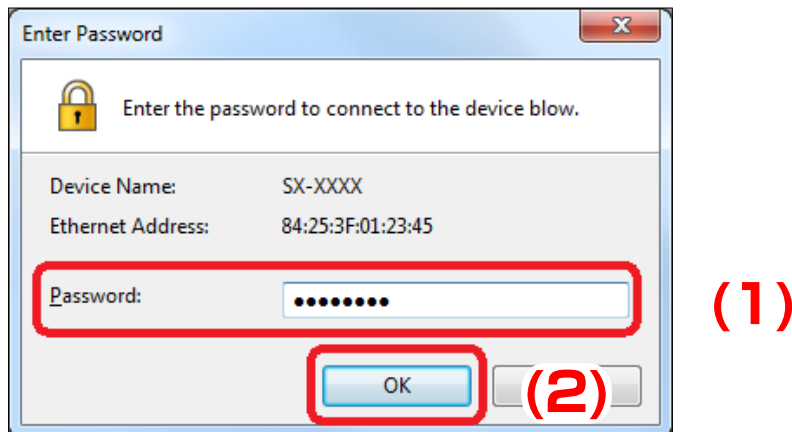 Enter Password
Enter the password to connect to the device blow.
Device Name: SX-XXXX
Ethernet Address: 84:25:3F:01:23:45
Password: ●●●●●●●● (1)
OK (2)